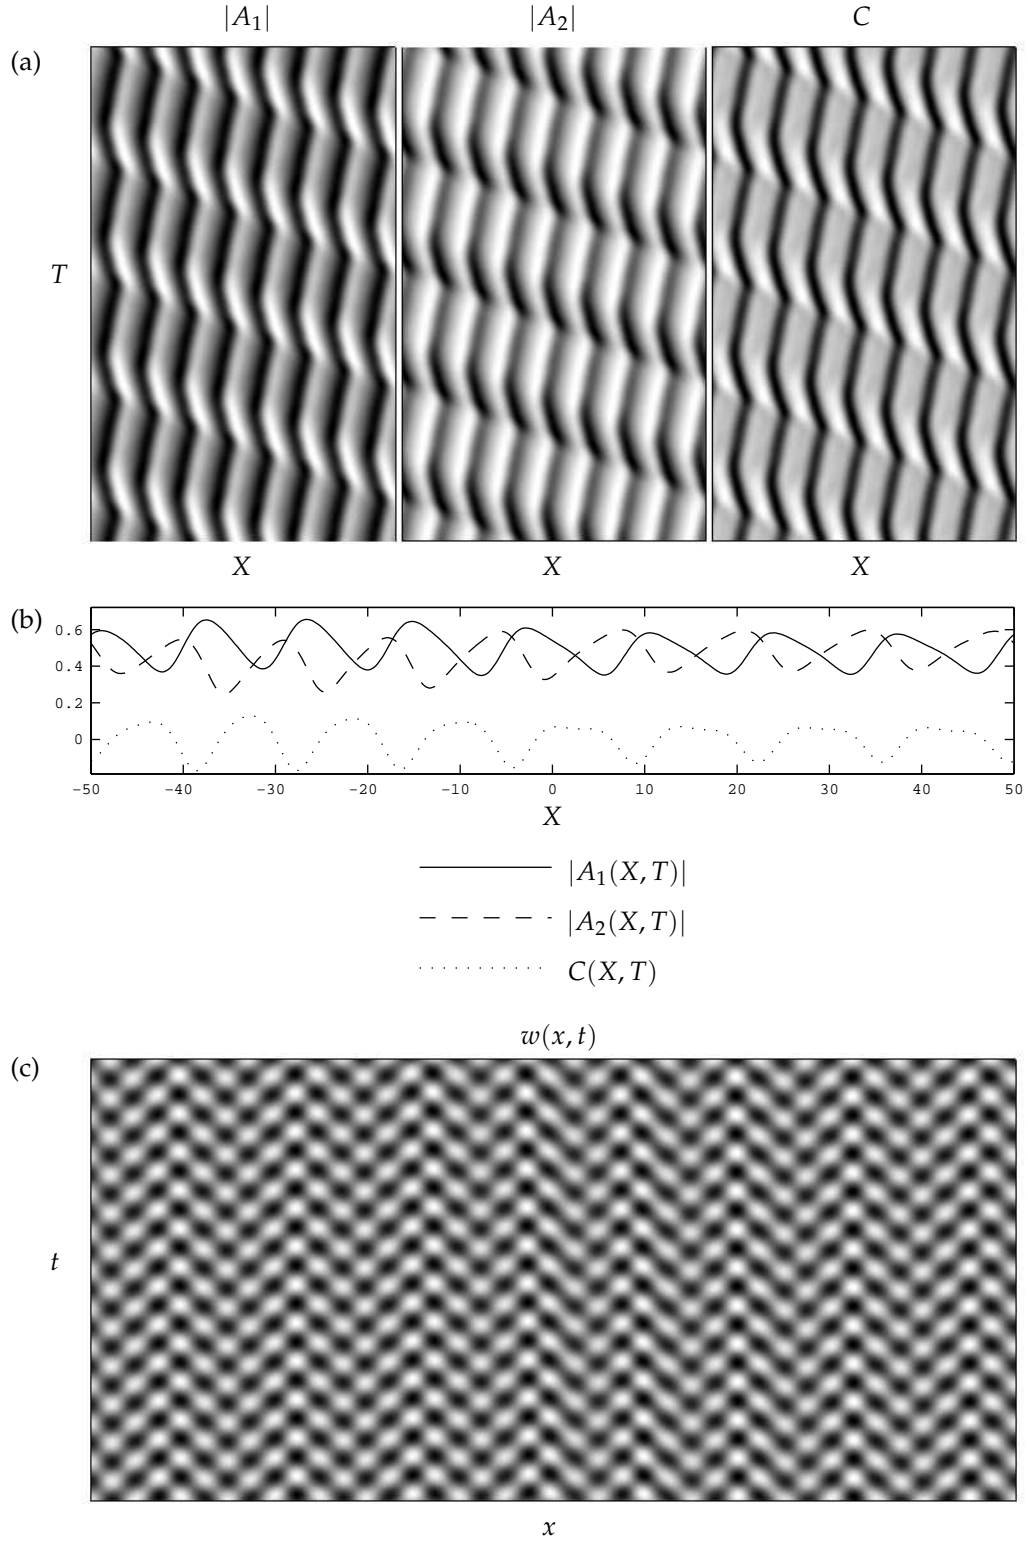 |A₁| |A₂| C
(a)
T
X X X
(b)
0.6
0.4
0.2
0
−50 −40 −30 −20 −10 0 10 20 30 40 50
X
|A₁(X, T)|
|A₂(X, T)|
C(X, T)
w(x, t)
(c)
t
x